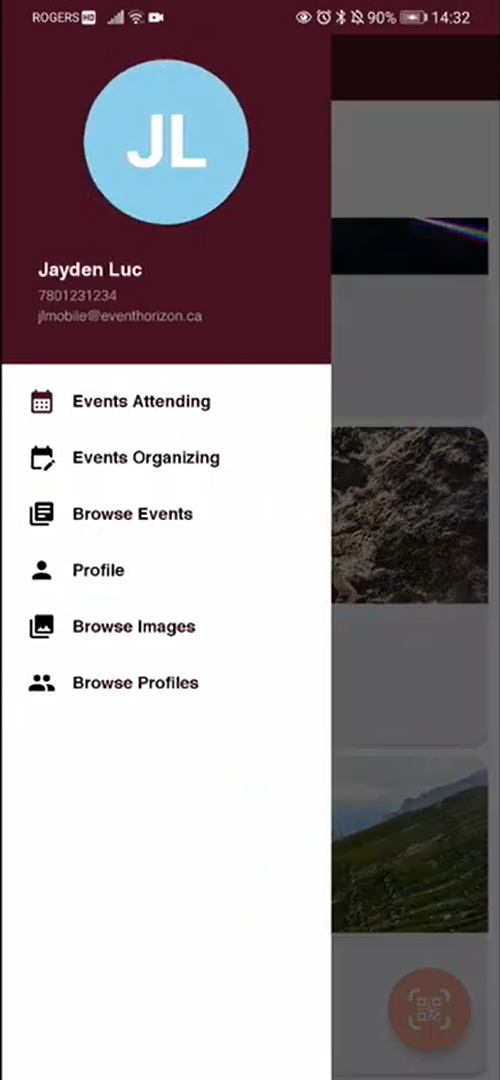 ROGERS HD 90% 14:32
JL
Jayden Luc
7801231234
jlmobile@eventhorizon.ca
Events Attending
Events Organizing
Browse Events
Profile
Browse Images
Browse Profiles